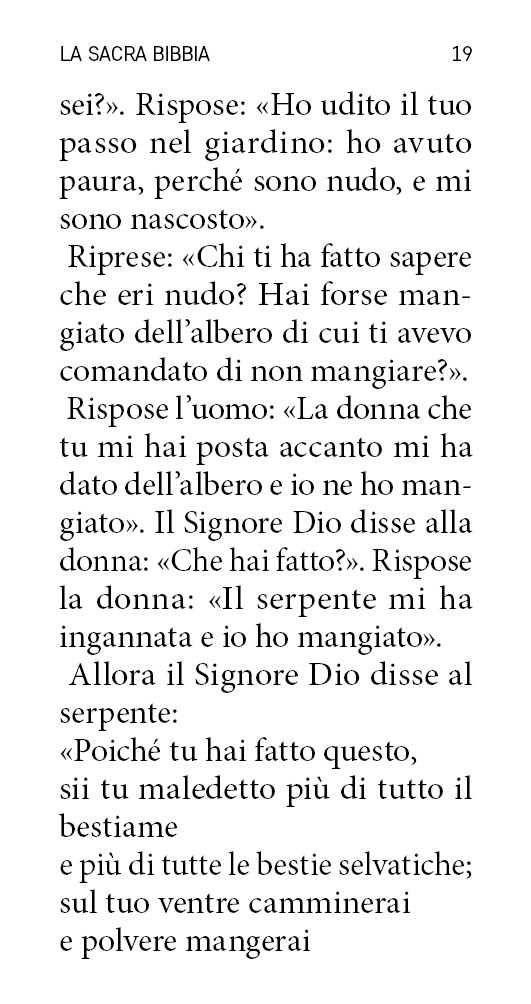 LA SACRA BIBBIA 19
sei?». Rispose: «Ho udito il tuo
passo nel giardino: ho avuto
paura, perché sono nudo, e mi
sono nascosto».
Riprese: «Chi ti ha fatto sapere
che eri nudo? Hai forse man-
giato dell’albero di cui ti avevo
comandato di non mangiare?».
Rispose l’uomo: «La donna che
tu mi hai posta accanto mi ha
dato dell’albero e io ne ho man-
giato». Il Signore Dio disse alla
donna: «Che hai fatto?». Rispose
la donna: «Il serpente mi ha
ingannata e io ho mangiato».
Allora il Signore Dio disse al
serpente:
«Poiché tu hai fatto questo,
sii tu maledetto più di tutto il
bestiame
e più di tutte le bestie selvatiche;
sul tuo ventre camminerai
e polvere mangerai